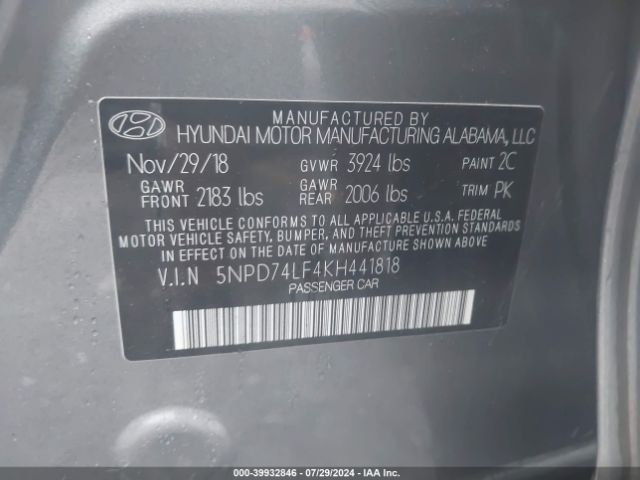 MANUFACTURED BY
HYUNDAI MOTOR MANUFACTURING ALABAMA, LLC
Nov/29/18 GVWR 3924 lbs PAINT 2C
GAWR FRONT 2183 lbs GAWR REAR 2006 lbs TRIM PK
THIS VEHICLE CONFORMS TO ALL APPLICABLE U.S.A. FEDERAL
MOTOR VEHICLE SAFETY, BUMPER, AND THEFT PREVENTION STANDARDS
IN EFFECT ON THE DATE OF MANUFACTURE SHOWN ABOVE
V.I.N 5NPD74LF4KH441818
PASSENGER CAR
000-39932846 - 07/29/2024 - IAA Inc.